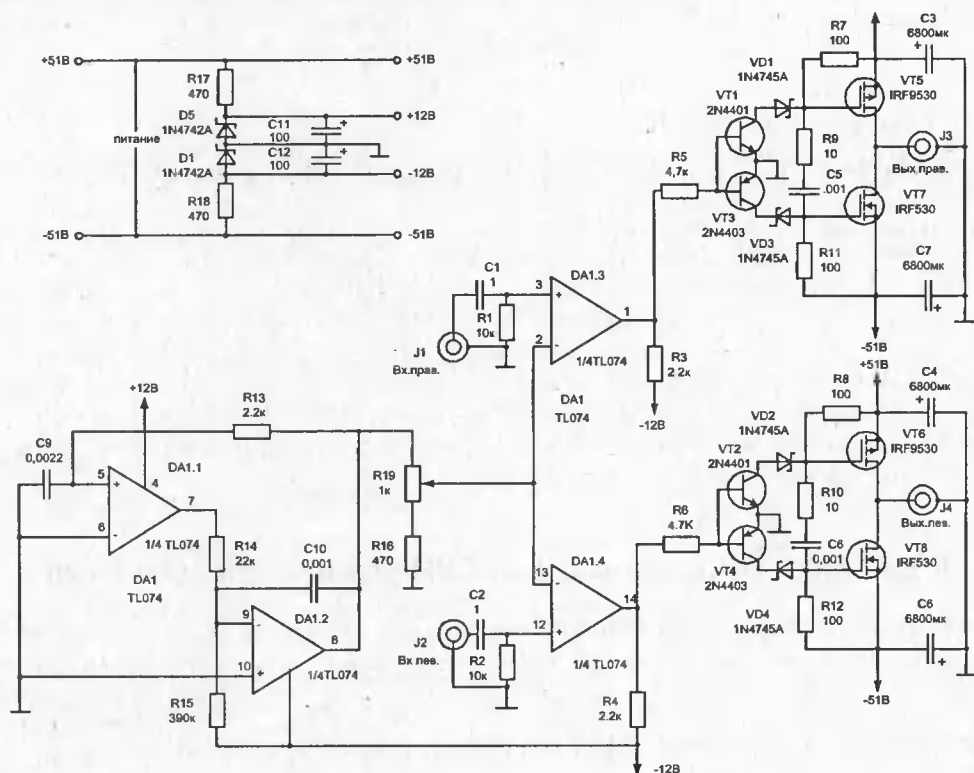 +51В
R17
470
D5
1N4742A
питание
D1
1N4742A
R18
470
-51В
C11
100
C12
100
+51В
+12В
-12В
-51В
R7
100
C3
6800мк
+
VD1
1N4745A
VT1
2N4401
VT5
IRF9530
R9
10
C5
.001
J3
Вых.прав.
R5
4,7к
VT3
2N4403
VD3
1N4745A
R11
100
VT7
IRF530
C7
6800мк
+
-51В
C1
1
R1
10к
J1
Вх.прав.
3
2
+
-
DA1.3
1
1/4TL074
DA1
TL074
R3
2.2к
-12В
+12В
R13
2.2к
C9
0,0022
5
6
+
-
4
7
DA1.1
1/4 TL074
DA1
TL074
R14
22к
C10
0,001
R19
1к
R16
470
9
10
-
+
DA1.2
8
1/4TL074
R15
390к
C2
1
J2
Вх лев.
R2
10к
13
12
-
+
DA1.4
14
1/4 TL074
R4
2.2к
-12В
+51В
R8
100
C4
6800мк
+
VD2
1N4745A
VT2
2N4401
VT6
IRF9530
R10
10
C6
0,001
J4
Вых.лев.
R6
4.7K
VT4
2N4403
VD4
1N4745A
R12
100
VT8
IRF530
C6
6800мк
+
-51В